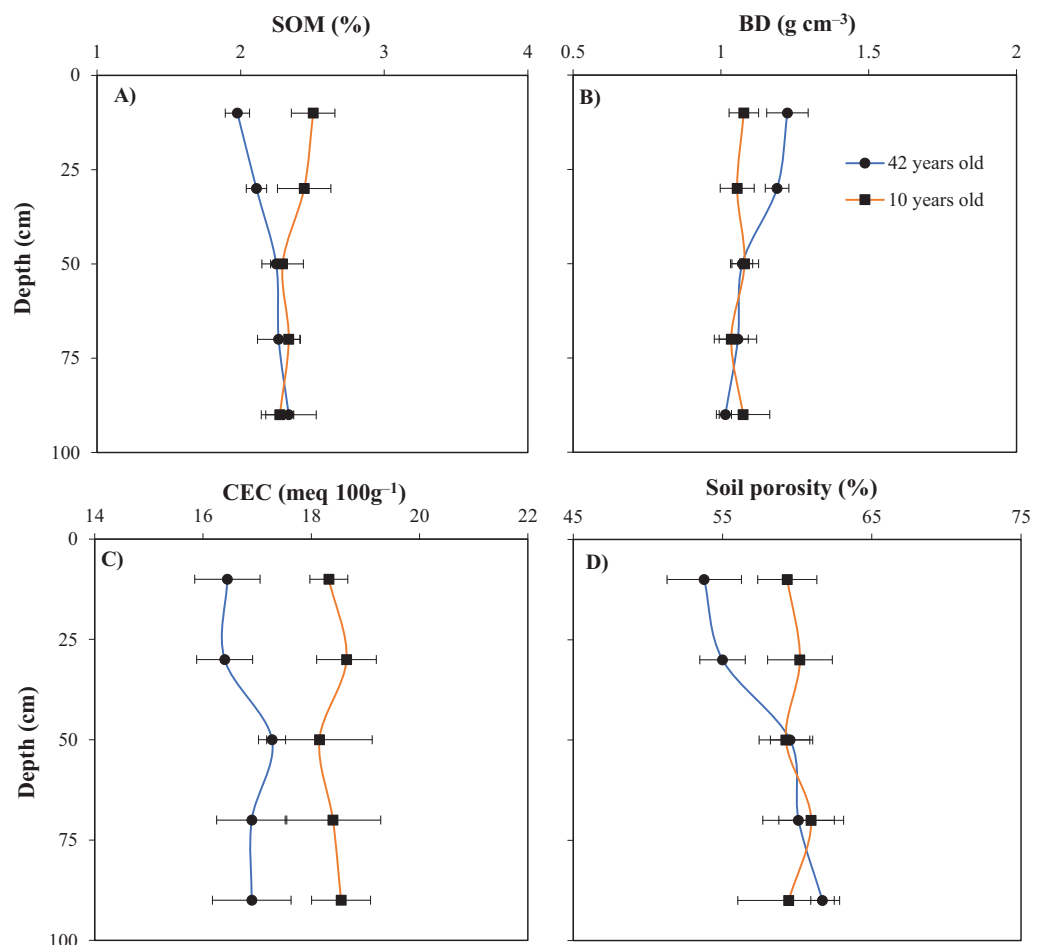 SOM (%)
1 2 3 4
BD (g cm⁻³)
0.5 1 1.5 2
0
25
50
75
100
Depth (cm)
A)
B)
42 years old
10 years old
CEC (meq 100g⁻¹)
14 16 18 20 22
Soil porosity (%)
45 55 65 75
0
25
50
75
100
Depth (cm)
C)
D)